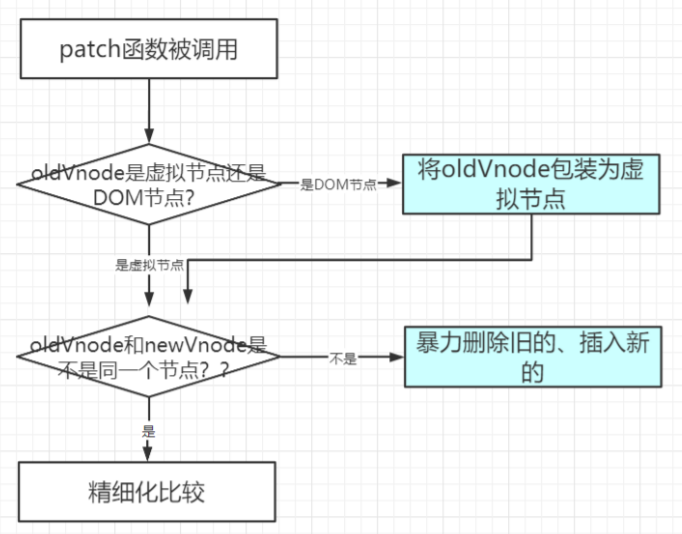 patch函数被调用
oldVnode是虚拟节点还是
DOM节点?
是DOM节点
将oldVnode包装为虚
拟节点
是虚拟节点
oldVnode和newVnode是
不是同一个节点？?
不是
暴力删除旧的、插入新
的
是
精细化比较